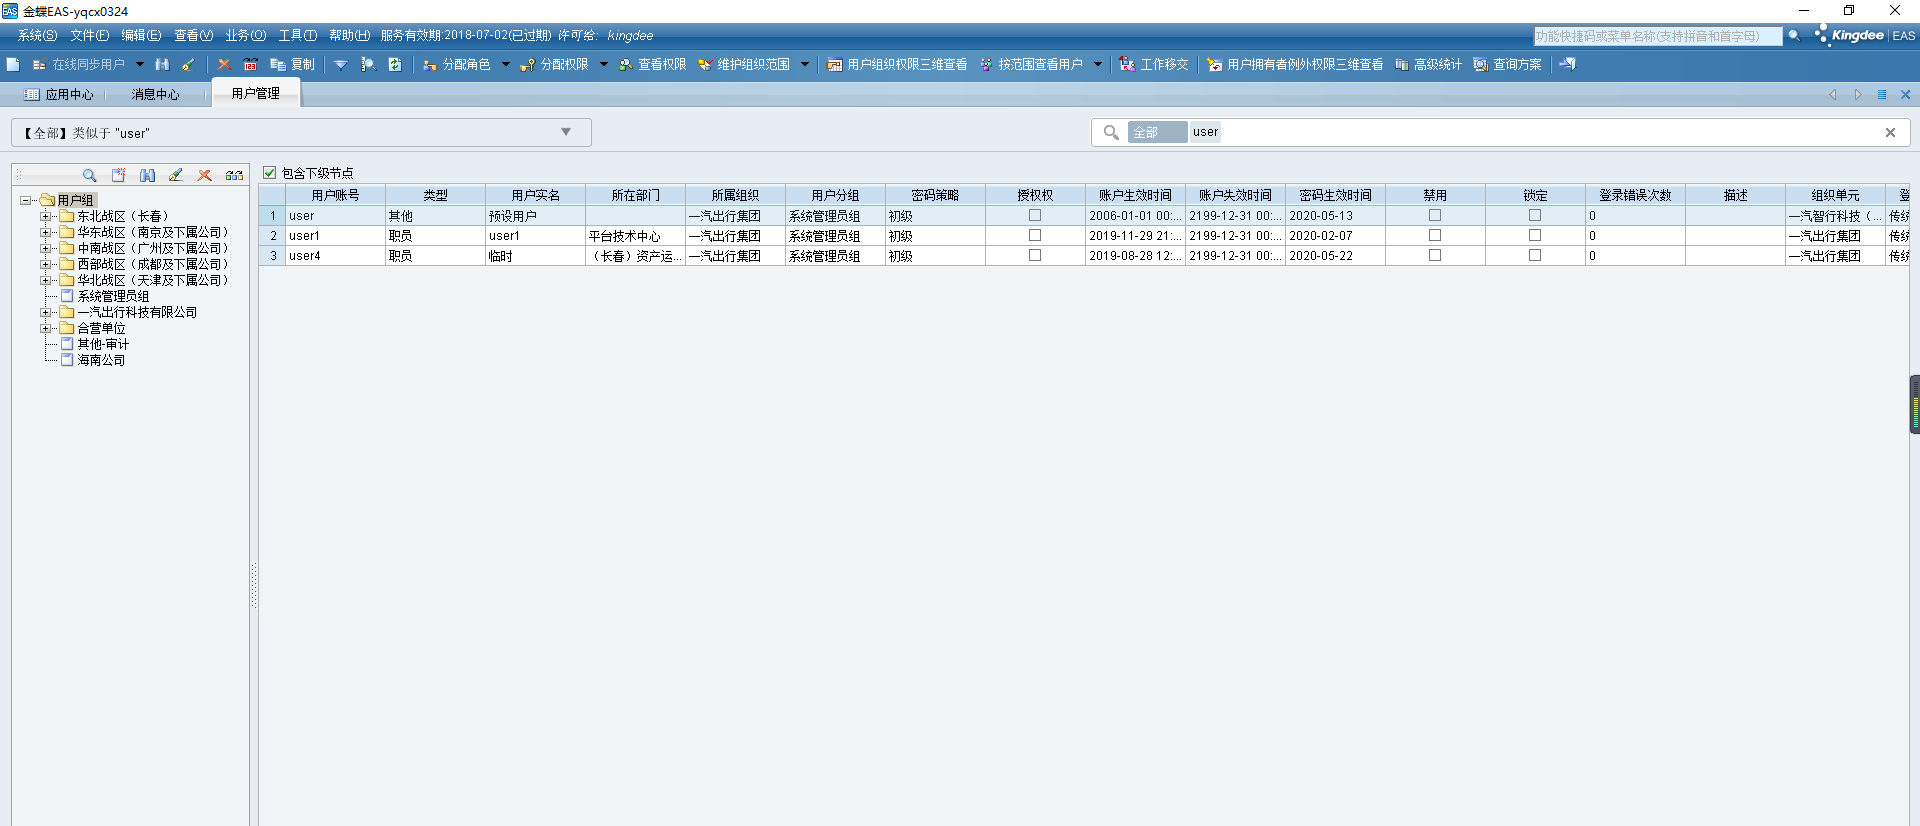 金蝶EAS-yqcx0324
系统(S) 文件(F) 编辑(E) 查看(V) 业务(O) 工具(T) 帮助(H) 服务有效期:2018-07-02(已过期) 许可给: kingdee
功能快捷码或菜单名称(支持拼音和首字母)
Kingdee EAS
在线同步用户 复制 分配角色 分配权限 查看权限 维护组织范围 用户组织权限三维查看 按范围查看用户 工作移交 用户拥有者例外权限三维查看 高级统计 查询方案
应用中心 消息中心 用户管理
【全部】类似于 "user"
全部 user
包含下级节点
用户组
东北战区（长春）
华东战区（南京及下属公司）
中南战区（广州及下属公司）
西部战区（成都及下属公司）
华北战区（天津及下属公司）
系统管理员组
一汽出行科技有限公司
合营单位
其他-审计
海南公司
用户账号 类型 用户实名 所在部门 所属组织 用户分组 密码策略 授权权 账户生效时间 账户失效时间 密码生效时间 禁用 锁定 登录错误次数 描述 组织单元 登
1 user 其他 预设用户 一汽出行集团 系统管理员组 初级 2006-01-01 00:... 2199-12-31 00:... 2020-05-13 0 一汽智行科技（... 传统
2 user1 职员 user1 平台技术中心 一汽出行集团 系统管理员组 初级 2019-11-29 21:... 2199-12-31 00:... 2020-02-07 0 一汽出行集团 传统
3 user4 职员 临时 （长春）资产运... 一汽出行集团 系统管理员组 初级 2019-08-28 12:... 2199-12-31 00:... 2020-05-22 0 一汽出行集团 传统